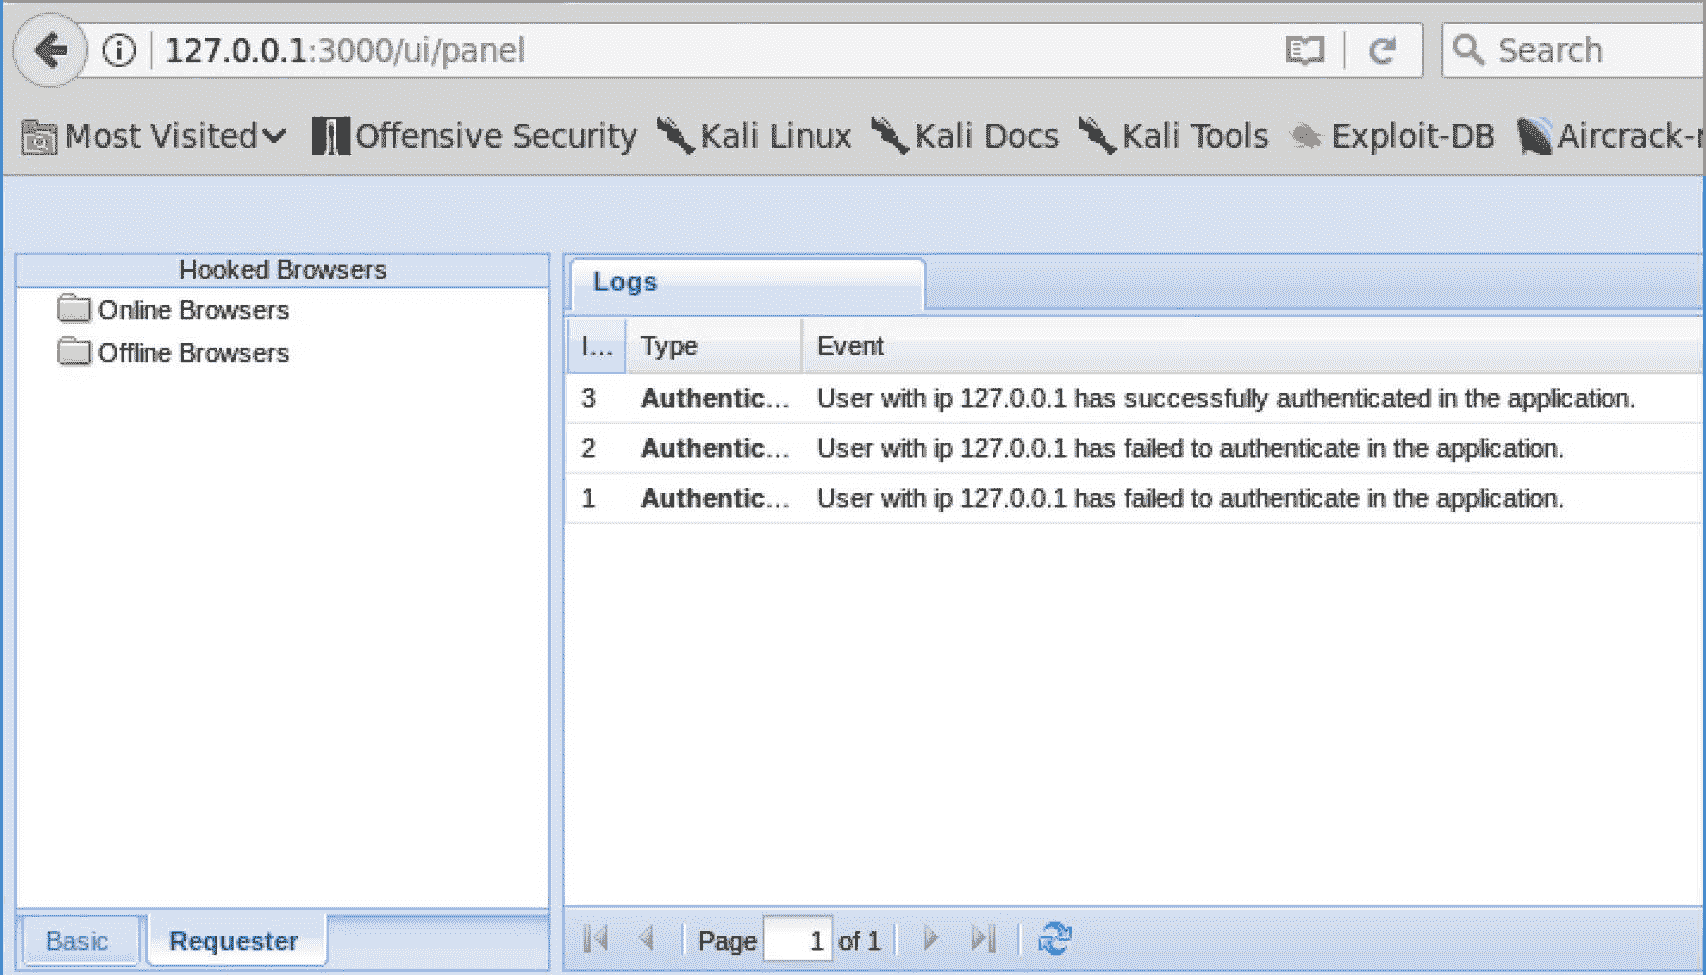 127.0.0.1:3000/ui/panel
Search
Most Visited Offensive Security Kali Linux Kali Docs Kali Tools Exploit-DB Aircrack-
Hooked Browsers
Online Browsers
Offline Browsers
Basic Requester
Logs
I... Type Event
3 Authentic... User with ip 127.0.0.1 has successfully authenticated in the application.
2 Authentic... User with ip 127.0.0.1 has failed to authenticate in the application.
1 Authentic... User with ip 127.0.0.1 has failed to authenticate in the application.
Page 1 of 1